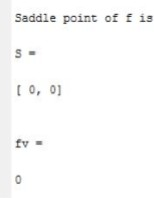 Saddle point of f is
S =
[ 0, 0]
fv =
0